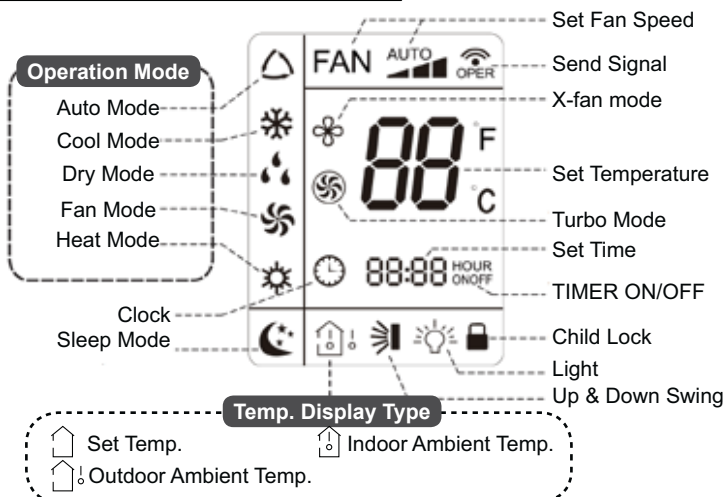 Set Fan Speed
FAN AUTO OPER
Operation Mode
Send Signal
Auto Mode
X-fan mode
Cool Mode
88 °F
Dry Mode
Set Temperature
°C
Fan Mode
Turbo Mode
Heat Mode
Set Time
88:88 HOUR
ONOFF
TIMER ON/OFF
Clock
Sleep Mode
Child Lock
Light
Up & Down Swing
Temp. Display Type
Set Temp.
Indoor Ambient Temp.
Outdoor Ambient Temp.